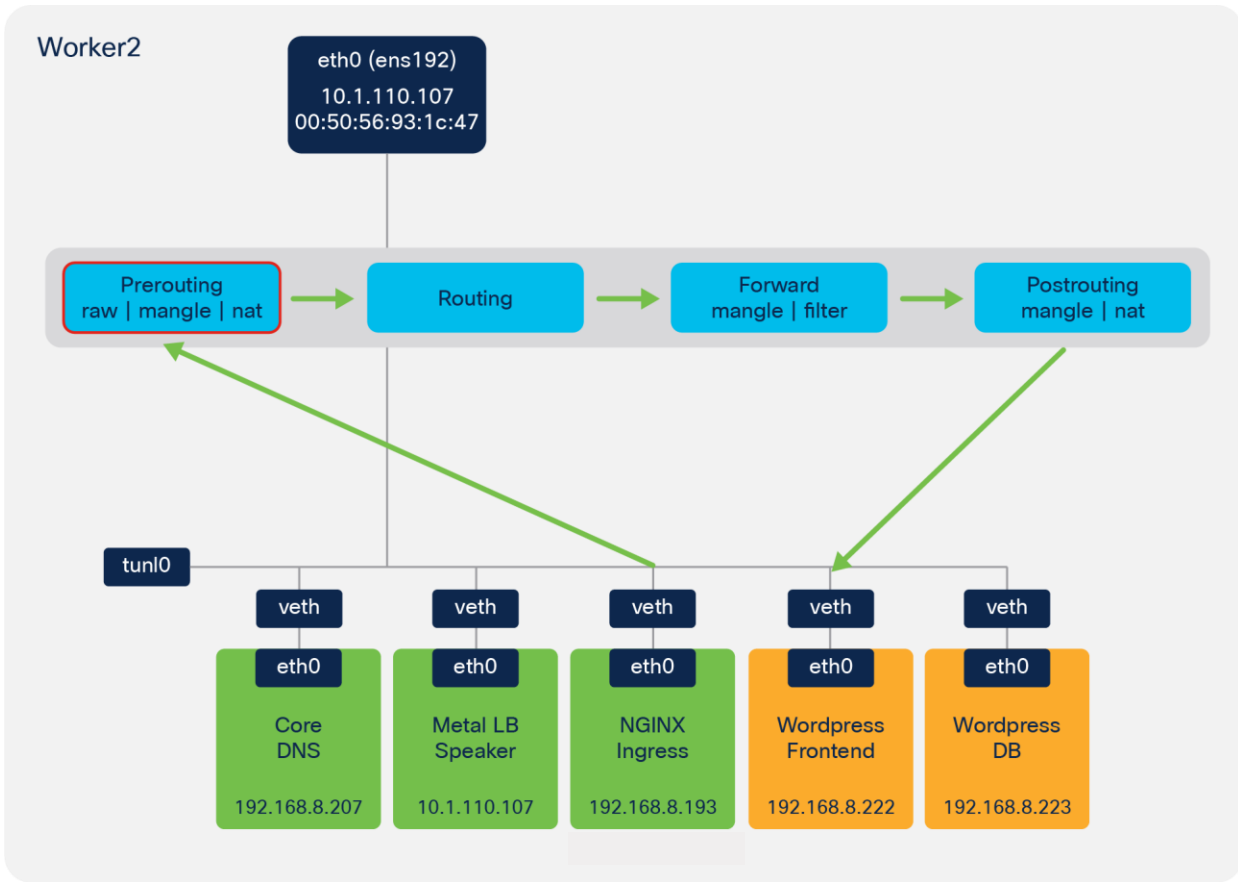 Worker2
eth0 (ens192)
10.1.110.107
00:50:56:93:1c:47
Prerouting
raw | mangle | nat
Routing
Forward
mangle | filter
Postrouting
mangle | nat
tunl0
veth
veth
veth
veth
veth
eth0
eth0
eth0
eth0
eth0
Core
DNS
192.168.8.207
Metal LB
Speaker
10.1.110.107
NGINX
Ingress
192.168.8.193
Wordpress
Frontend
192.168.8.222
Wordpress
DB
192.168.8.223